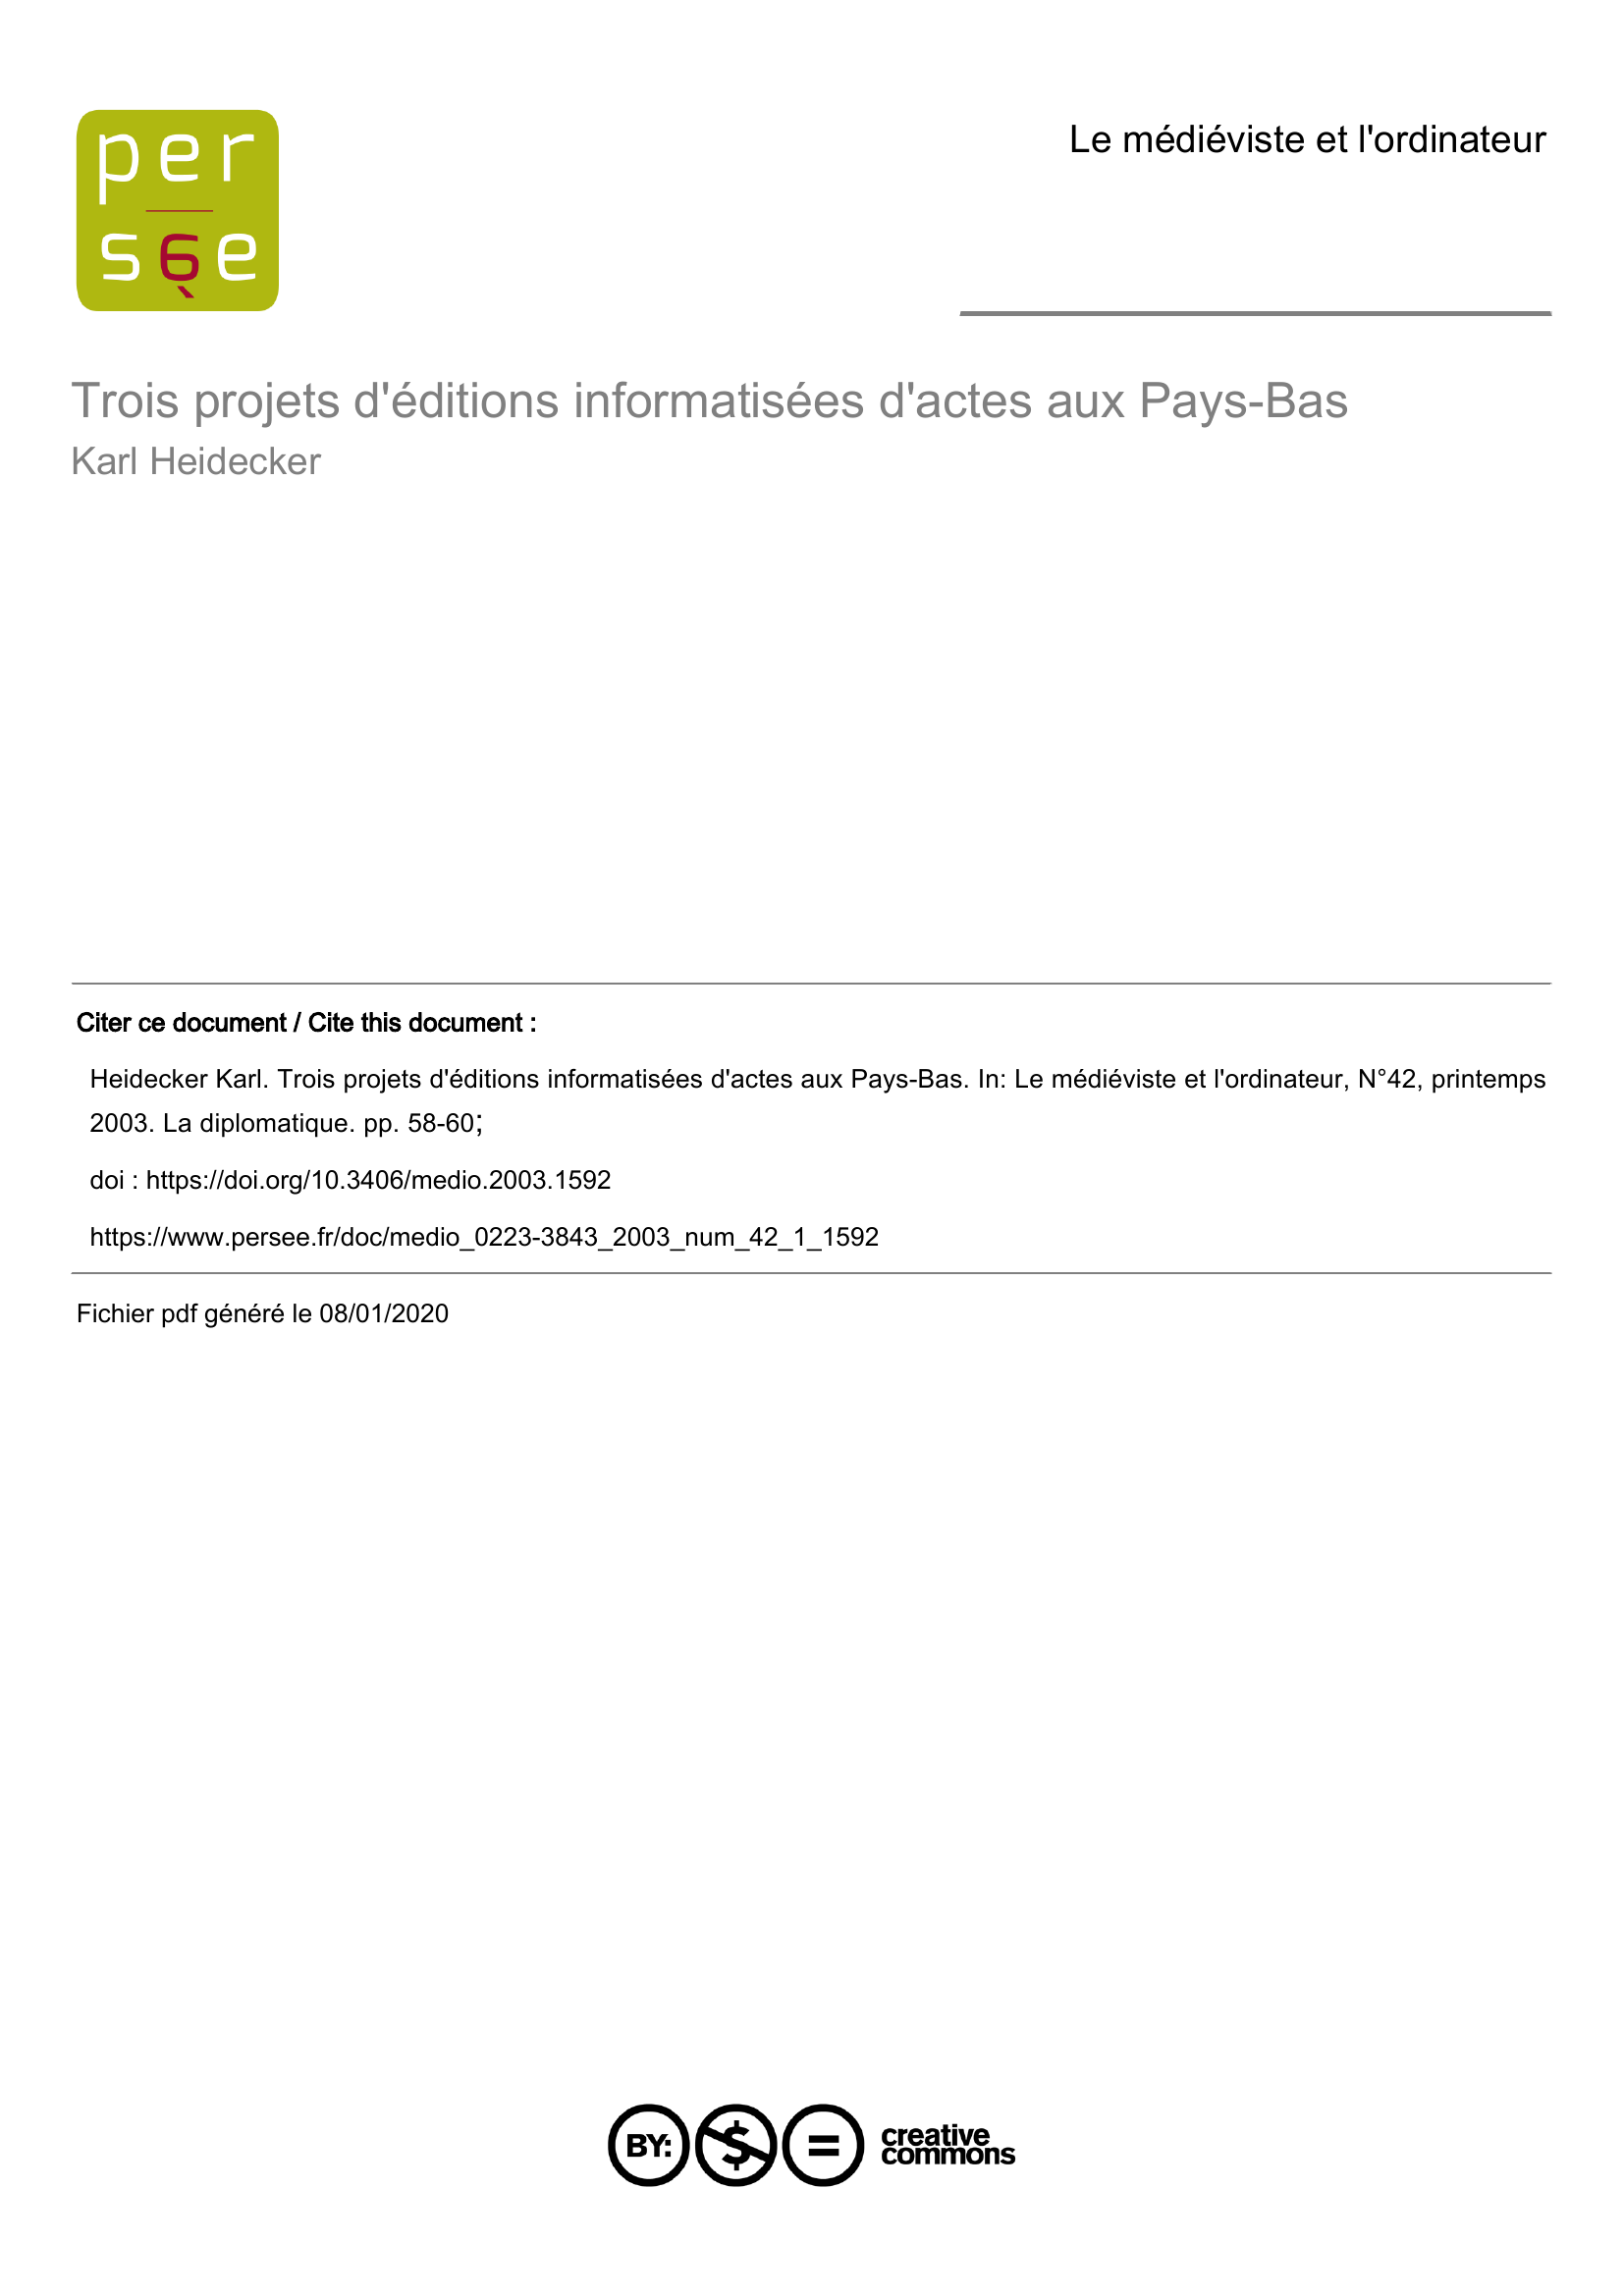 per
sée
Le médiéviste et l'ordinateur
Trois projets d'éditions informatisées d'actes aux Pays-Bas
Karl Heidecker
Citer ce document / Cite this document :
Heidecker Karl. Trois projets d'éditions informatisées d'actes aux Pays-Bas. In: Le médiéviste et l'ordinateur, N°42, printemps
2003. La diplomatique. pp. 58-60;
doi : https://doi.org/10.3406/medio.2003.1592
https://www.persee.fr/doc/medio_0223-3843_2003_num_42_1_1592
Fichier pdf généré le 08/01/2020
BY: $ =
creative
commons